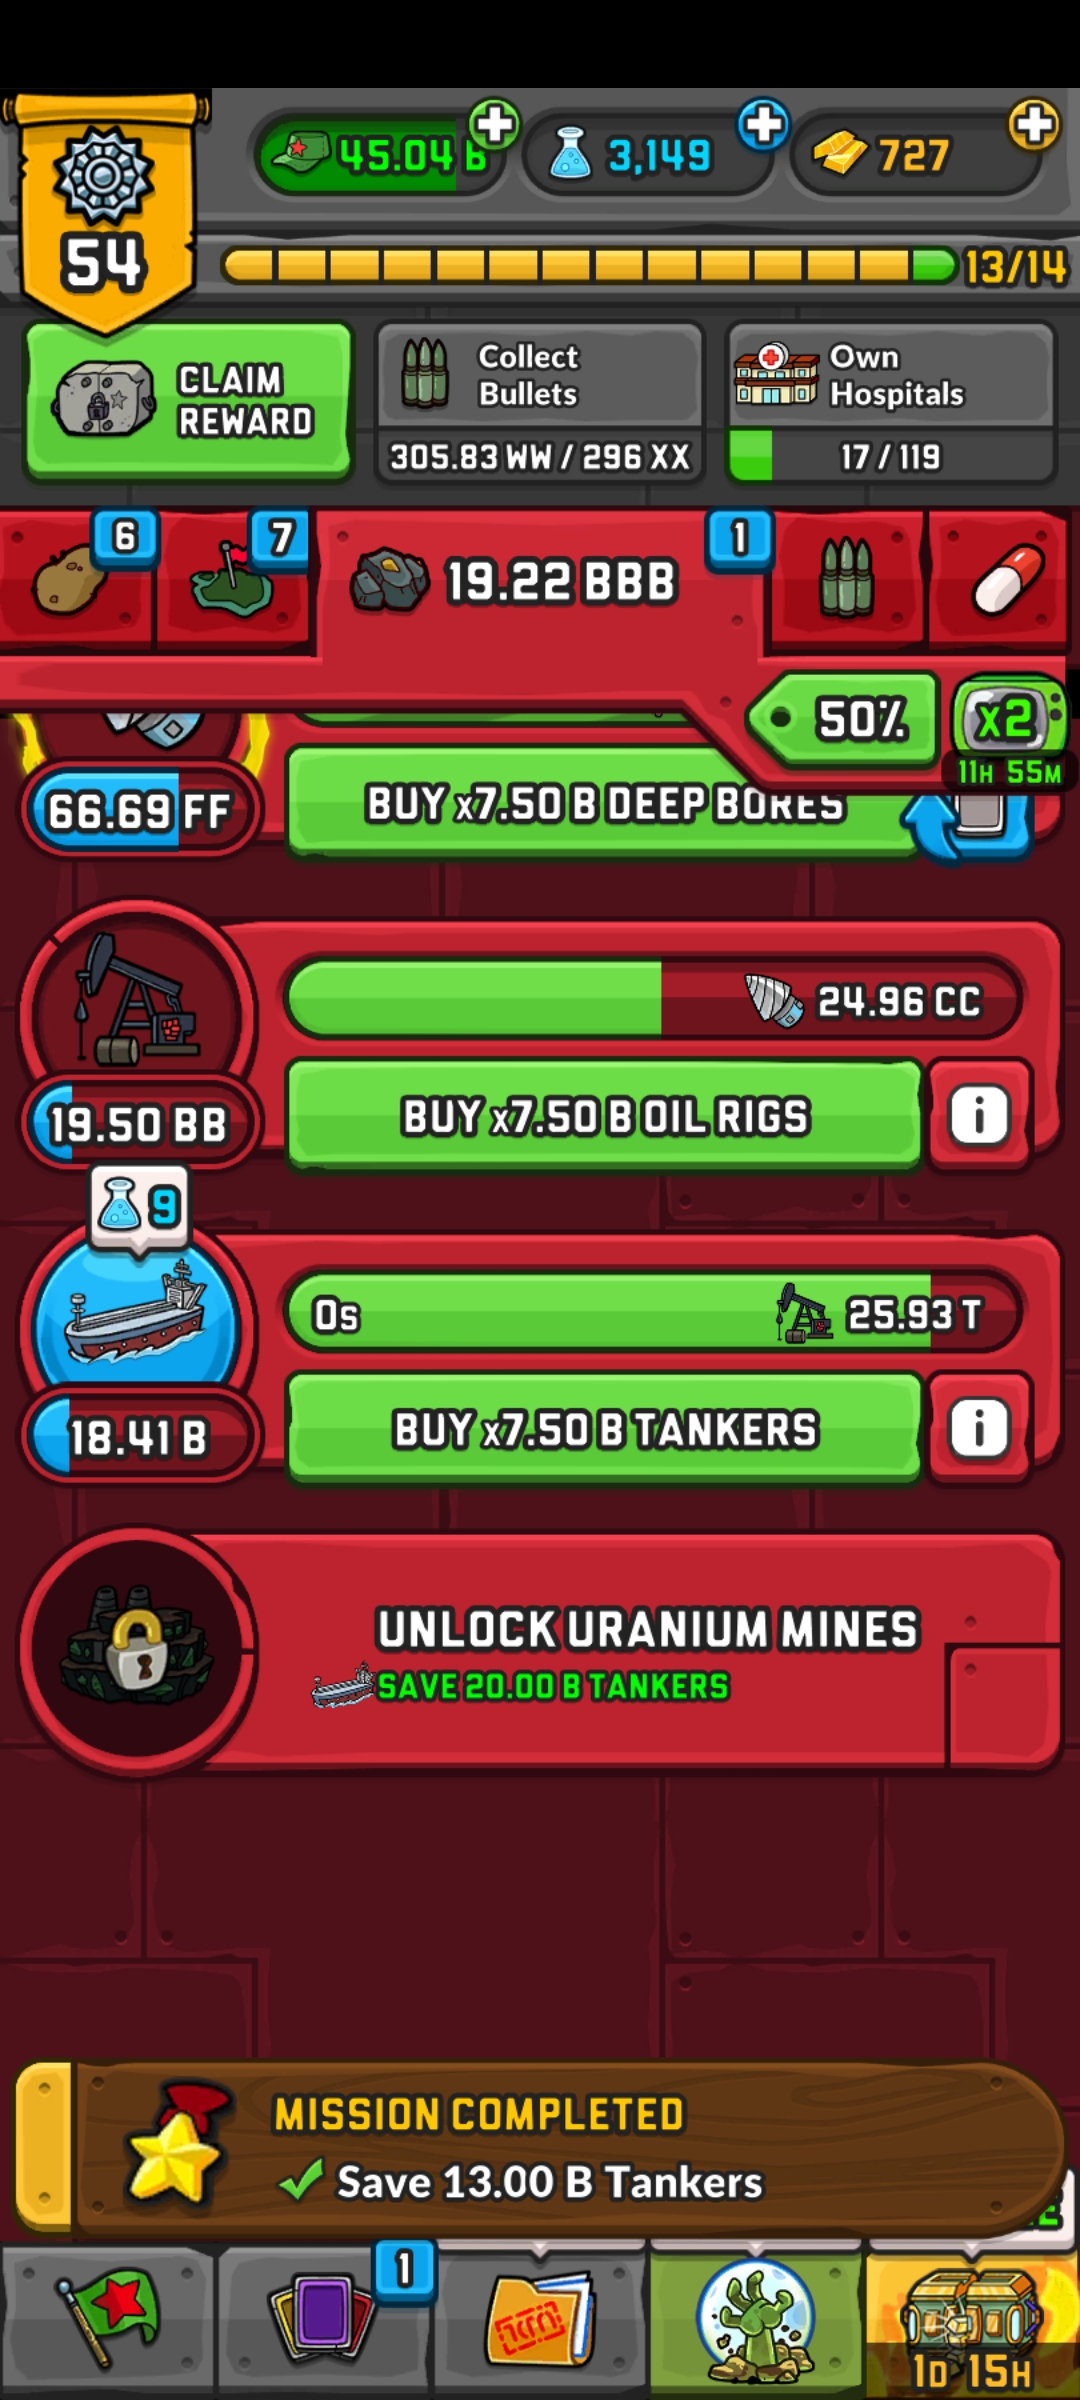 45.04 B
3,149
727
54
13/14
CLAIM
REWARD
Collect
Bullets
305.83 WW / 296 XX
Own
Hospitals
17 / 119
6
7
19.22 BBB
1
50%
x2
11H 55M
66.69 FF
BUY x7.50 B DEEP BORES
24.96 CC
19.50 BB
BUY x7.50 B OIL RIGS
i
9
0s
25.93 T
18.41 B
BUY x7.50 B TANKERS
i
UNLOCK URANIUM MINES
SAVE 20.00 B TANKERS
MISSION COMPLETED
Save 13.00 B Tankers
1
1D 15H